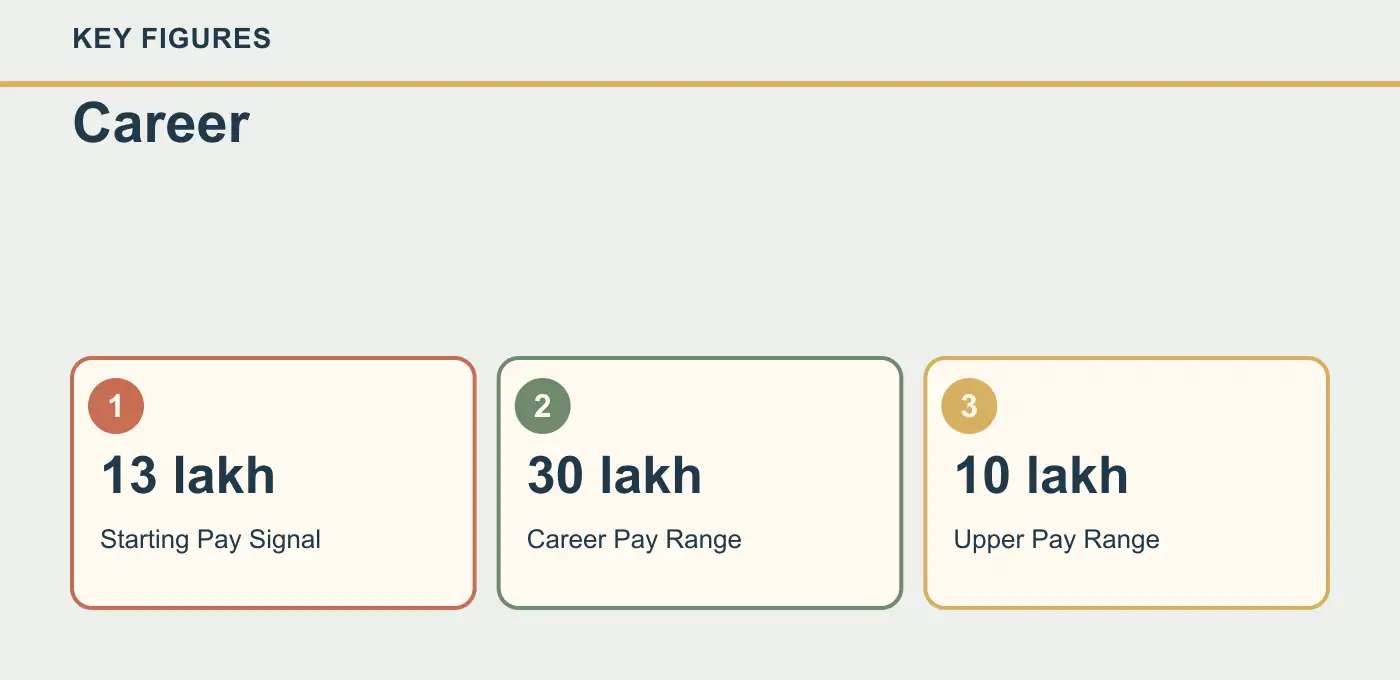 KEY FIGURES
Career
1
13 lakh
Starting Pay Signal
2
30 lakh
Career Pay Range
3
10 lakh
Upper Pay Range